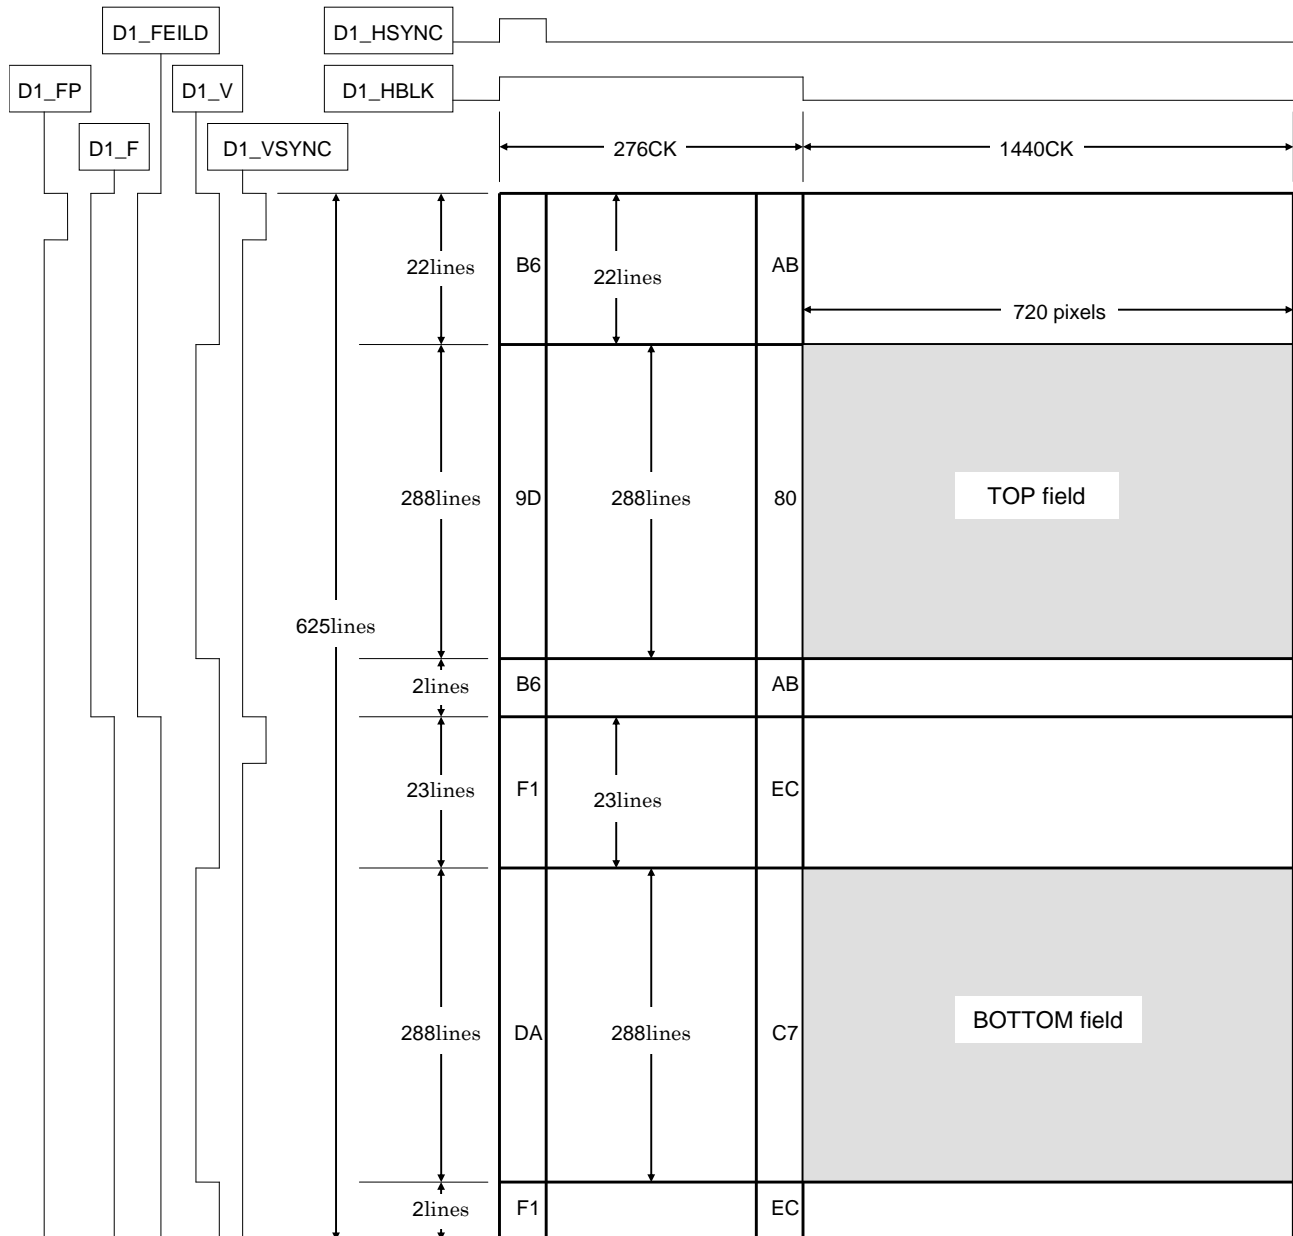 D1_FEILD
D1_HSYNC
D1_FP
D1_V
D1_HBLK
D1_F
D1_VSYNC
276CK
1440CK
22lines
B6
22lines
AB
720 pixels
288lines
9D
288lines
80
TOP field
625lines
2lines
B6
AB
23lines
F1
23lines
EC
288lines
DA
288lines
C7
BOTTOM field
2lines
F1
EC